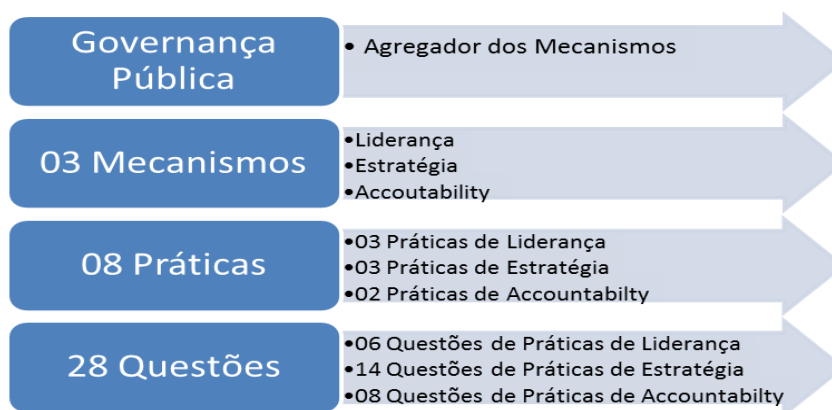 Governança
Pública
• Agregador dos Mecanismos
03 Mecanismos
•Liderança
•Estratégia
•Accoutability
08 Práticas
•03 Práticas de Liderança
•03 Práticas de Estratégia
•02 Práticas de Accountabilty
28 Questões
•06 Questões de Práticas de Liderança
•14 Questões de Práticas de Estratégia
•08 Questões de Práticas de Accountabilty